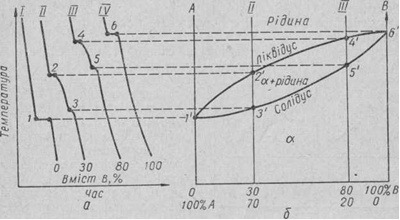 I II III IV
6
4
5
2
3
1
0 30 80 100
Температура
Вміст В, %
Час
а
А II III В
Рідина
Ліквідус
α+рідина
Солідус
α
1'
2'
3'
4'
5'
6'
0 30 80 100% В
100% А 70 20 0
б